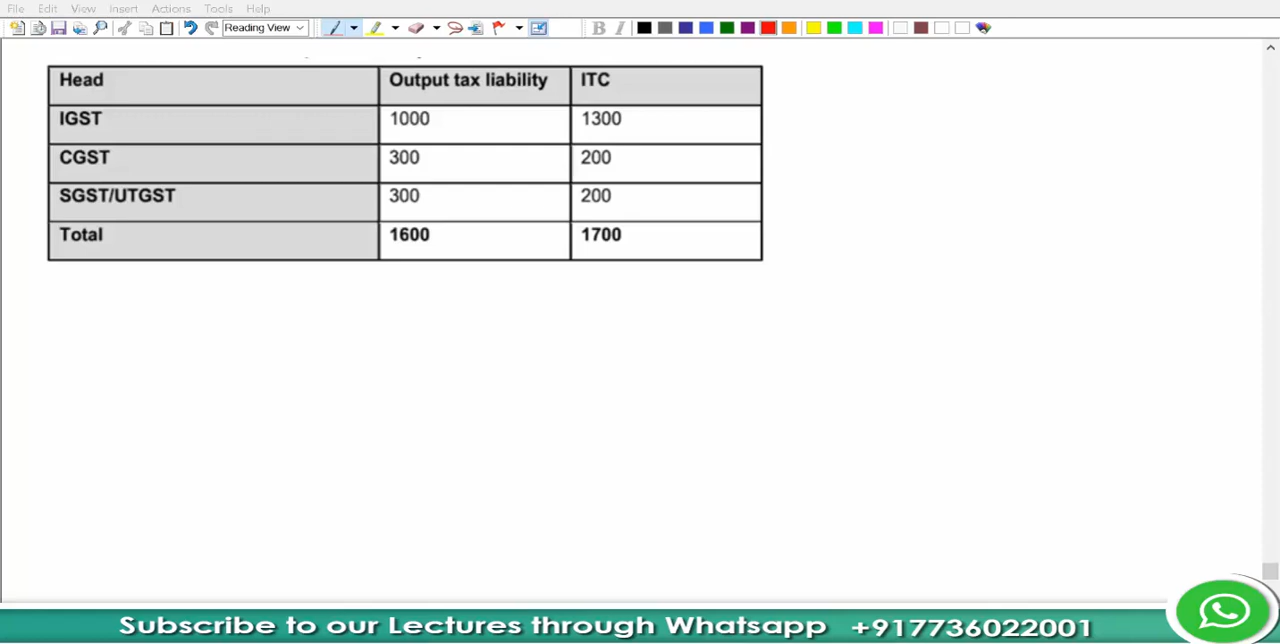 File Edit View Insert Actions Tools Help
Reading View
Head Output tax liability ITC
IGST 1000 1300
CGST 300 200
SGST/UTGST 300 200
Total 1600 1700
Subscribe to our Lectures through Whatsapp +917736022001